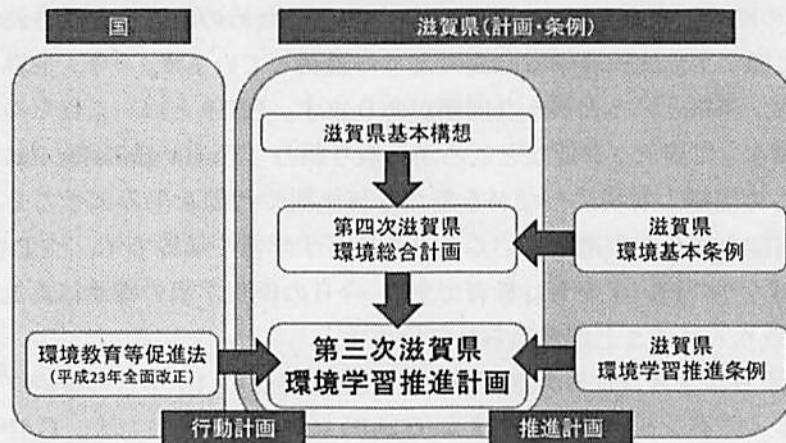 国
滋賀県(計画・条例)
滋賀県基本構想
第四次滋賀県
環境総合計画
滋賀県
環境基本条例
環境教育等促進法
(平成23年全面改正)
第三次滋賀県
環境学習推進計画
滋賀県
環境学習推進条例
行動計画
推進計画